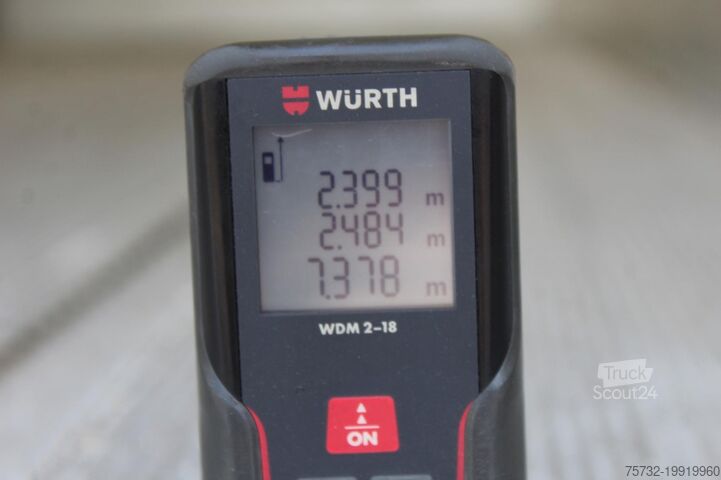 WÜRTH
2.399 m
2.484 m
7.378 m
WDM 2-18
ON
Truck
Scout24
75732-19919960